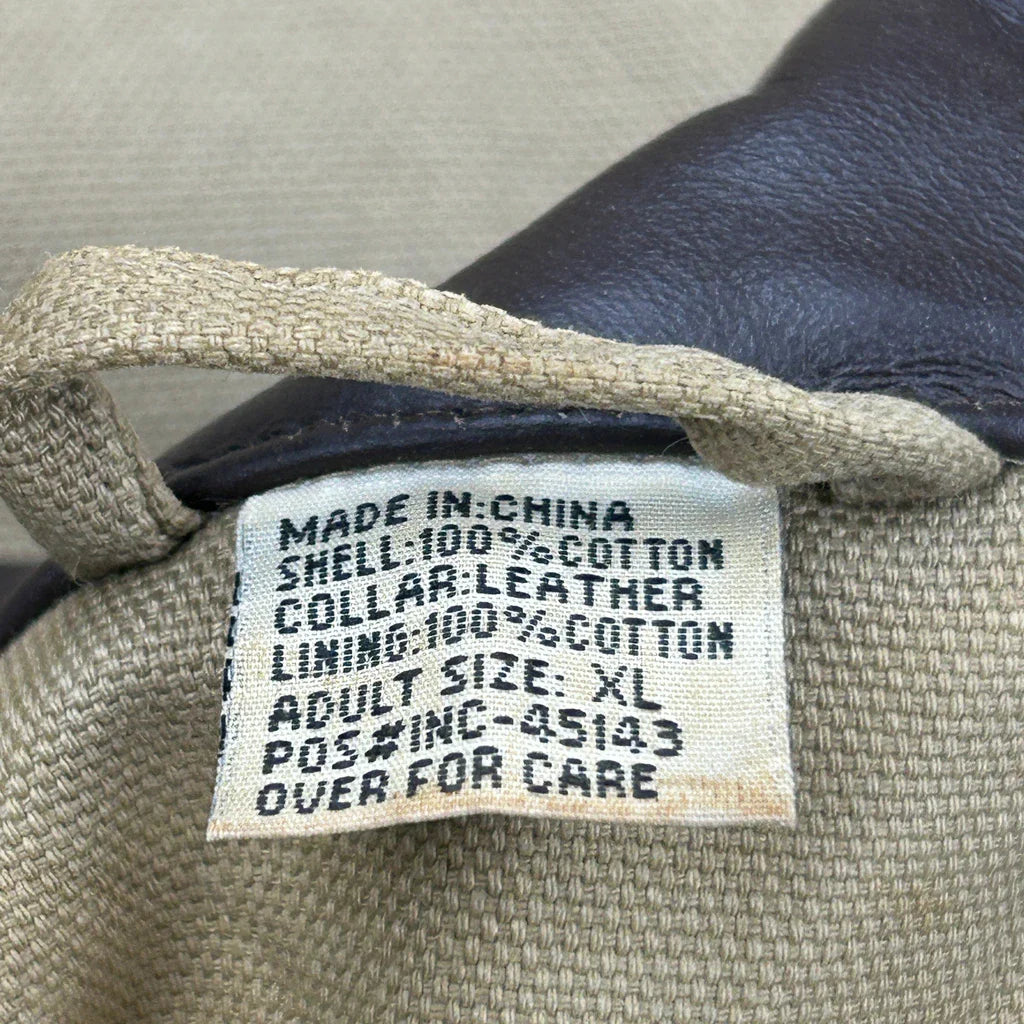 MADE IN:CHINA
SHELL:100%COTTON
COLLAR:LEATHER
LINING:100%COTTON
ADULT SIZE: XL
POS#INC-45143
OVER FOR CARE